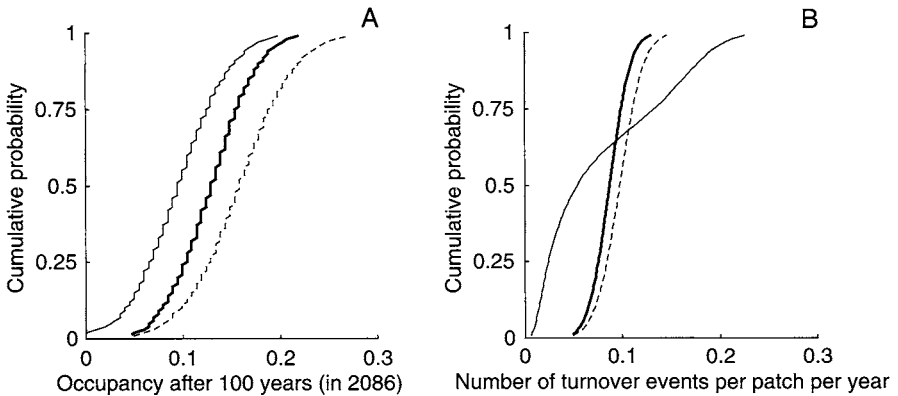 A
1
0.75
0.5
0.25
0
Cumulative probability
0 0.1 0.2 0.3
Occupancy after 100 years (in 2086)
B
1
0.75
0.5
0.25
0
Cumulative probability
0 0.1 0.2 0.3
Number of turnover events per patch per year